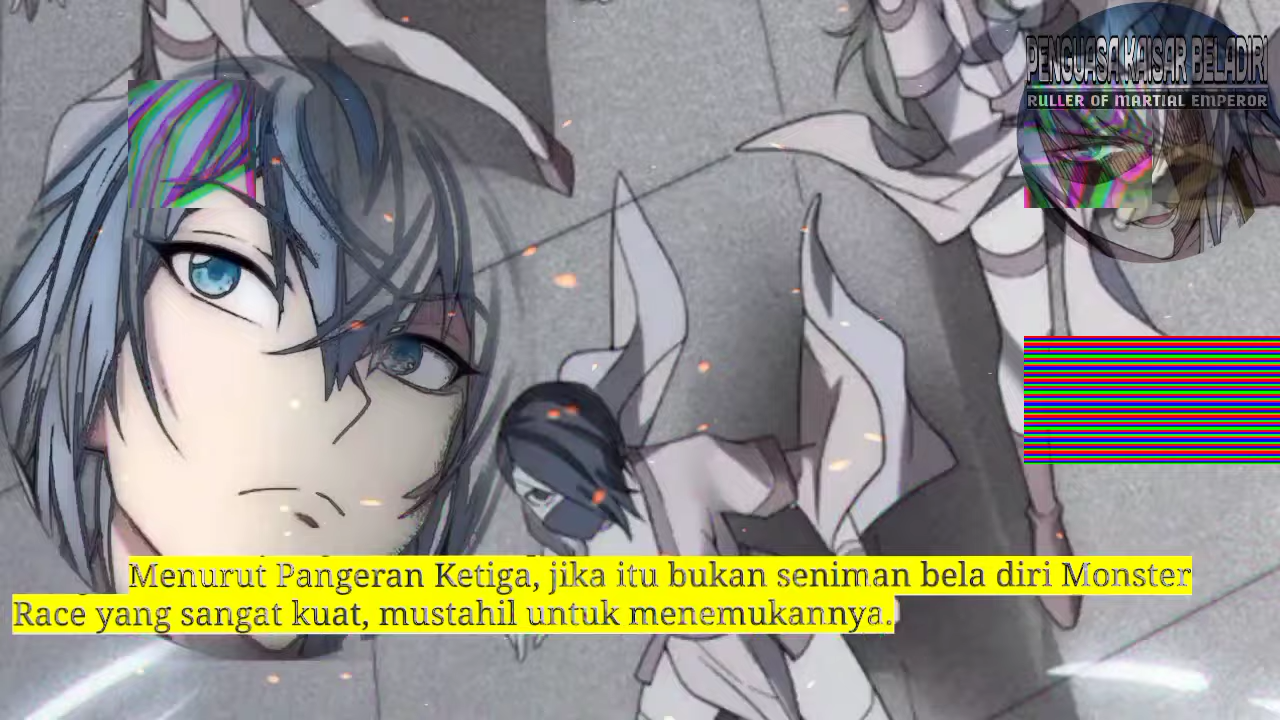 PENGUASA KAISAR BELADIRI
RULLER OF MARTIAL EMPEROR
Menurut Pangeran Ketiga, jika itu bukan seniman bela diri Monster
Race yang sangat kuat, mustahil untuk menemukannya.